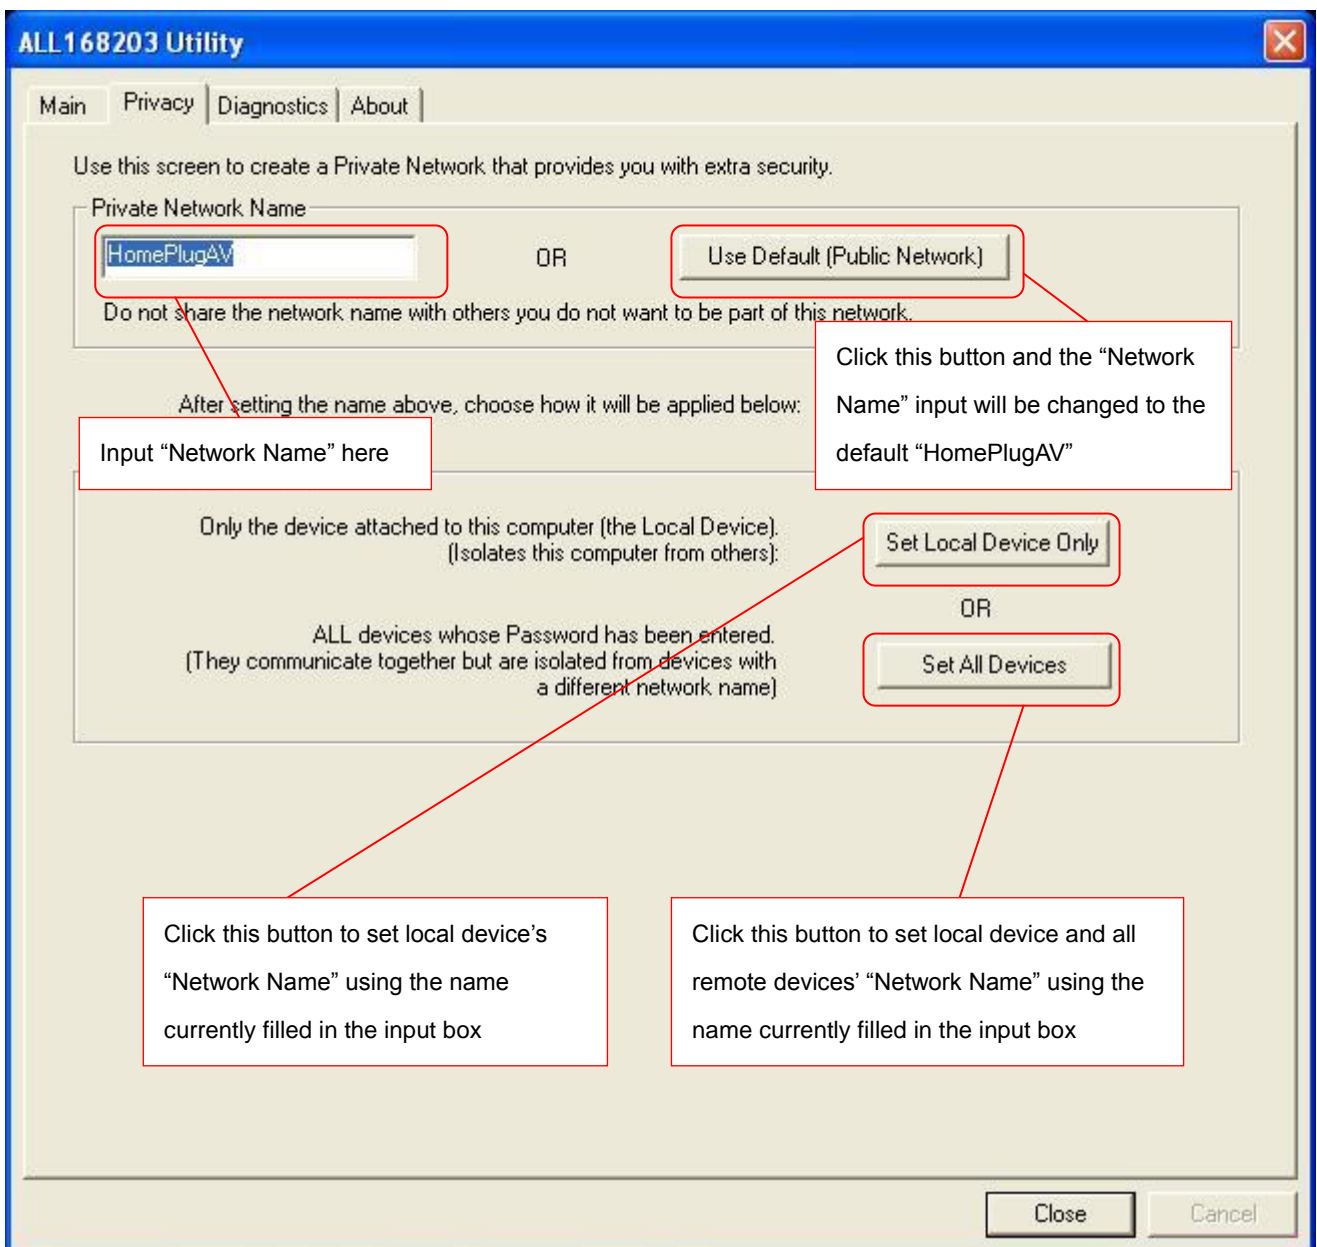 ALL168203 Utility
Main Privacy Diagnostics About
Use this screen to create a Private Network that provides you with extra security.
Private Network Name
HomePlugAV OR Use Default (Public Network)
Do not share the network name with others you do not want to be part of this network.
Click this button and the “Network
Name” input will be changed to the
default “HomePlugAV”
After setting the name above, choose how it will be applied below:
Input “Network Name” here
Only the device attached to this computer (the Local Device).
(Isolates this computer from others):
Set Local Device Only
OR
ALL devices whose Password has been entered.
(They communicate together but are isolated from devices with
a different network name)
Set All Devices
Click this button to set local device’s
“Network Name” using the name
currently filled in the input box
Click this button to set local device and all
remote devices’ “Network Name” using the
name currently filled in the input box
Close Cancel